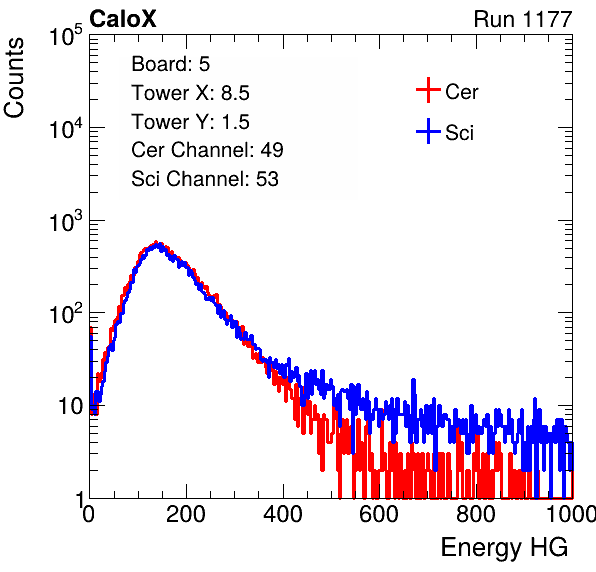 CaloX Run 1177
Counts
10^5
10^4
10^3
10^2
10
1
Board: 5
Tower X: 8.5
Tower Y: 1.5
Cer Channel: 49
Sci Channel: 53
Cer
Sci
0 200 400 600 800 1000
Energy HG